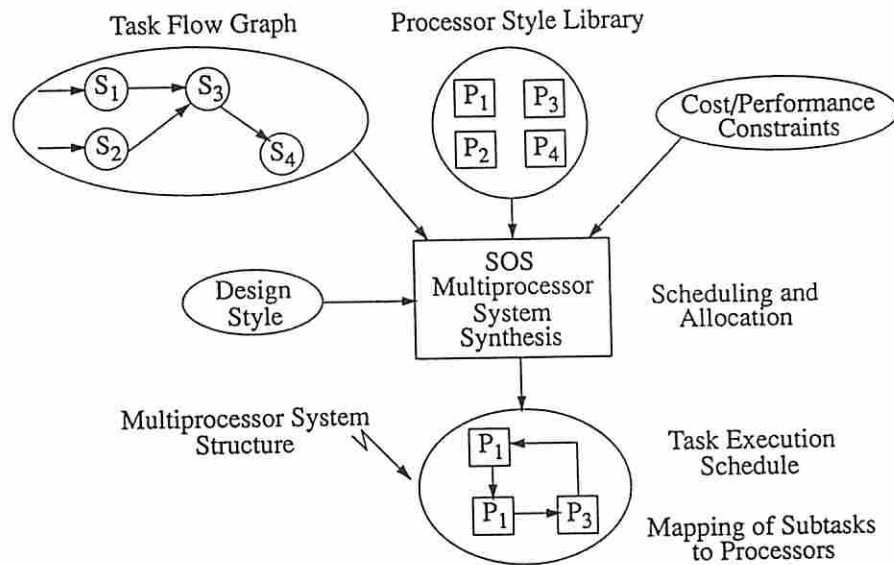 Task Flow Graph
Processor Style Library
S1
S3
S2
S4
P1
P3
P2
P4
Cost/Performance
Constraints
SOS
Multiprocessor
System
Synthesis
Design
Style
Scheduling and
Allocation
Multiprocessor System
Structure
P1
P1
P3
Task Execution
Schedule
Mapping of Subtasks
to Processors